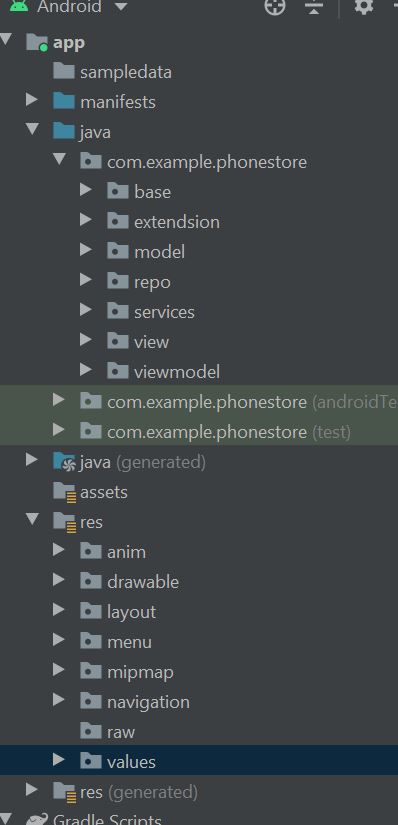 Android
app
sampledata
manifests
java
com.example.phonestore
base
extendsion
model
repo
services
view
viewmodel
com.example.phonestore (androidTe
com.example.phonestore (test)
java (generated)
assets
res
anim
drawable
layout
menu
mipmap
navigation
raw
values
res (generated)
Gradle Scripts